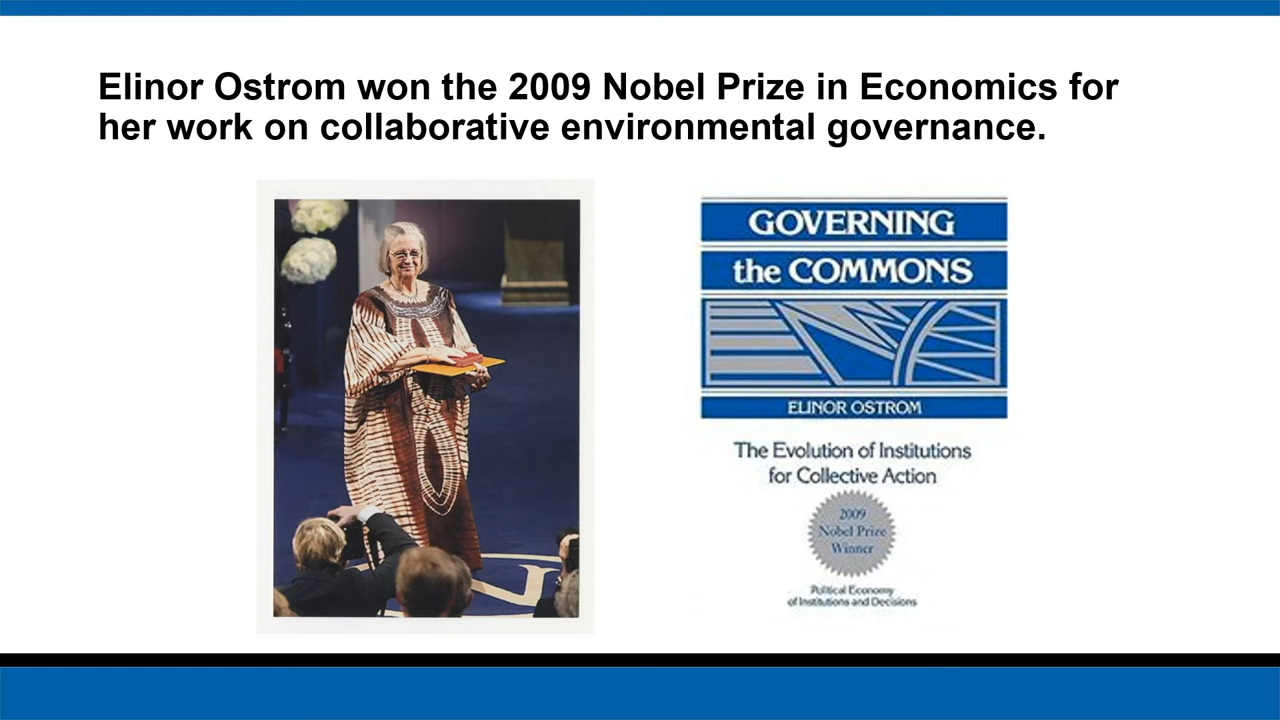 Elinor Ostrom won the 2009 Nobel Prize in Economics for
her work on collaborative environmental governance.
GOVERNING
the COMMONS
ELINOR OSTROM
The Evolution of Institutions
for Collective Action
2009
Nobel Prize
Winner
Political Economy
of Institutions and Decisions